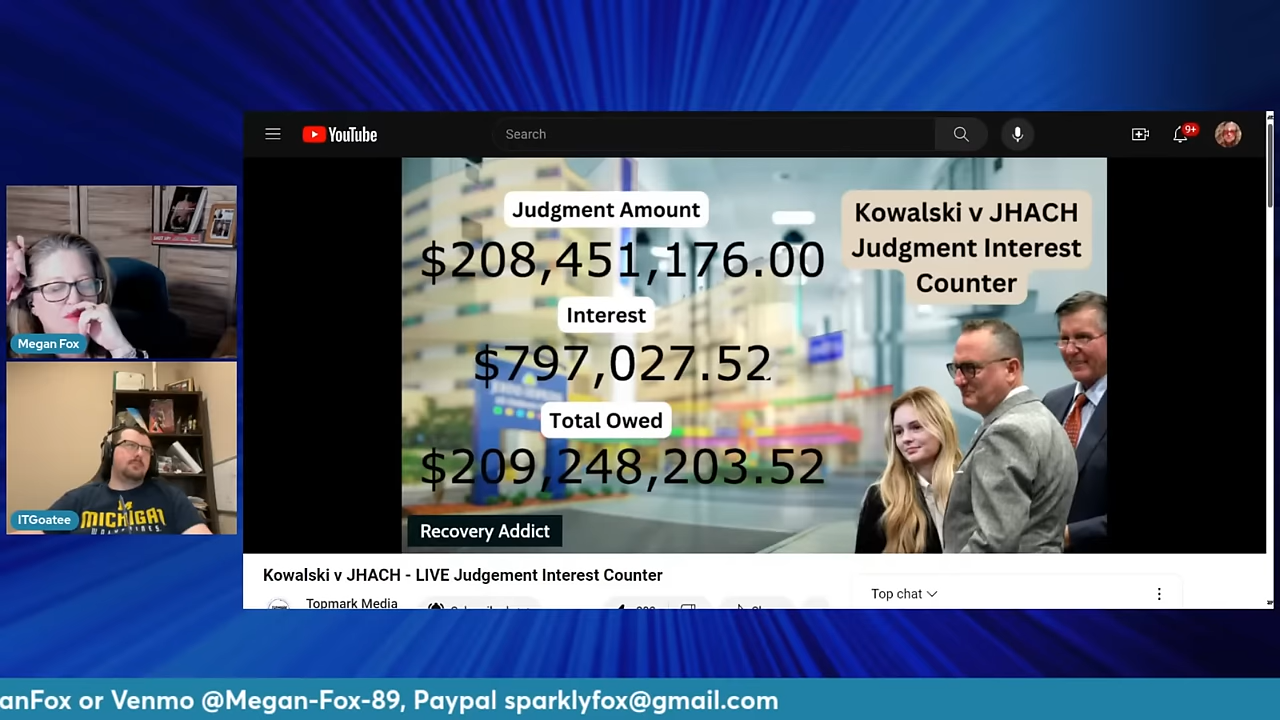 YouTube
Search
9+
Judgment Amount
$208,451,176.00
Interest
$797,027.52
Total Owed
$209,248,203.52
Kowalski v JHACH
Judgment Interest
Counter
Recovery Addict
Kowalski v JHACH - LIVE Judgement Interest Counter
Topmark Media
Top chat
Megan Fox
ITGoatee
MICHIGAN
anFox or Venmo @Megan-Fox-89, Paypal sparklyfox@gmail.com